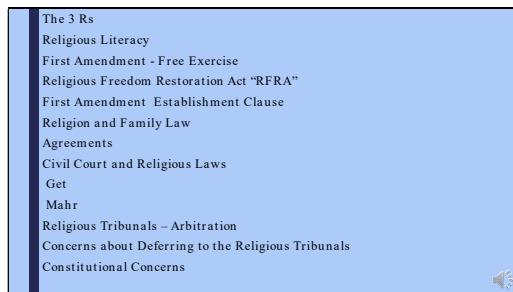 The 3 Rs
Religious Literacy
First Amendment - Free Exercise
Religious Freedom Restoration Act “RFRA”
First Amendment Establishment Clause
Religion and Family Law
Agreements
Civil Court and Religious Laws
Get
Mahr
Religious Tribunals – Arbitration
Concerns about Deferring to the Religious Tribunals
Constitutional Concerns